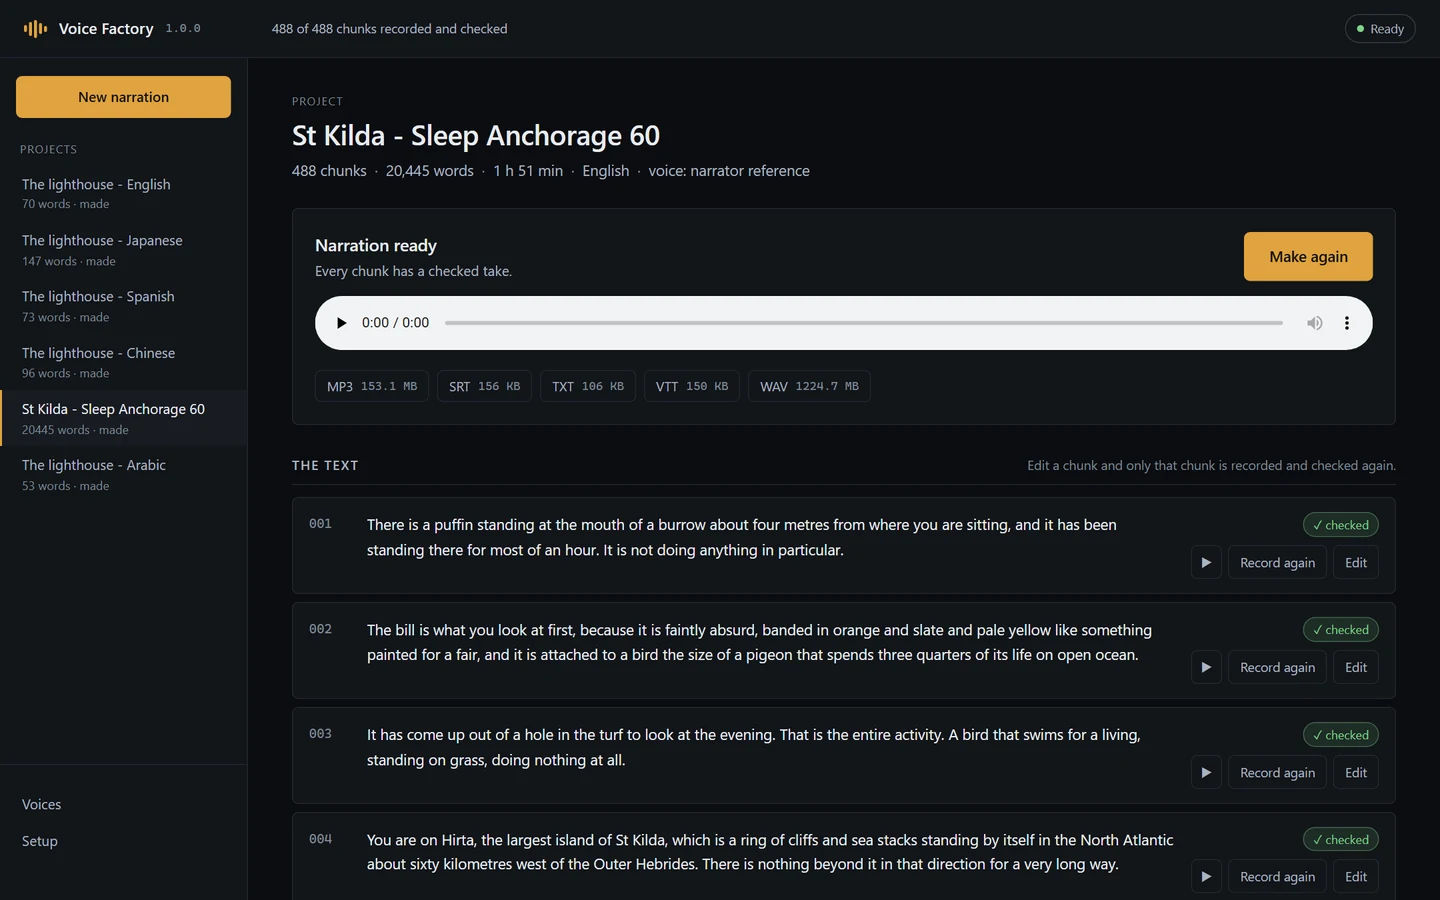 Voice Factory 1.0.0
488 of 488 chunks recorded and checked
Ready
New narration
PROJECTS
The lighthouse - English
70 words · made
The lighthouse - Japanese
147 words · made
The lighthouse - Spanish
73 words · made
The lighthouse - Chinese
96 words · made
St Kilda - Sleep Anchorage 60
20445 words · made
The lighthouse - Arabic
53 words · made
Voices
Setup
PROJECT
St Kilda - Sleep Anchorage 60
488 chunks · 20,445 words · 1 h 51 min · English · voice: narrator reference
Narration ready
Every chunk has a checked take.
Make again
0:00 / 0:00
MP3 153.1 MB
SRT 156 KB
TXT 106 KB
VTT 150 KB
WAV 1224.7 MB
THE TEXT
Edit a chunk and only that chunk is recorded and checked again.
001
There is a puffin standing at the mouth of a burrow about four metres from where you are sitting, and it has been
standing there for most of an hour. It is not doing anything in particular.
✓ checked
Record again
Edit
002
The bill is what you look at first, because it is faintly absurd, banded in orange and slate and pale yellow like something
painted for a fair, and it is attached to a bird the size of a pigeon that spends three quarters of its life on open ocean.
✓ checked
Record again
Edit
003
It has come up out of a hole in the turf to look at the evening. That is the entire activity. A bird that swims for a living,
standing on grass, doing nothing at all.
✓ checked
Record again
Edit
004
You are on Hirta, the largest island of St Kilda, which is a ring of cliffs and sea stacks standing by itself in the North Atlantic
about sixty kilometres west of the Outer Hebrides. There is nothing beyond it in that direction for a very long way.
✓ checked
Record again
Edit